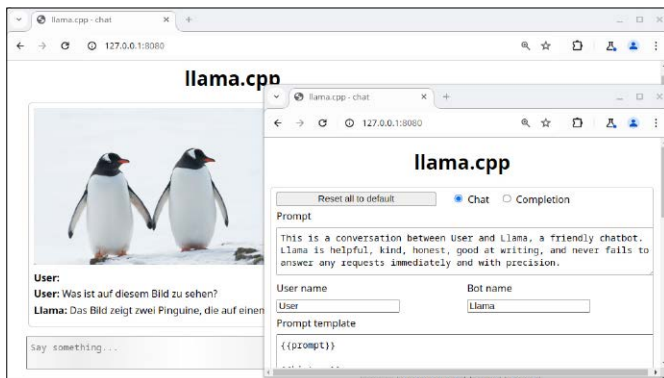 llama.cpp - chat
127.0.0.1:8080
llama.cpp
User:
User: Was ist auf diesem Bild zu sehen?
Llama: Das Bild zeigt zwei Pinguine, die auf einen
Say something...
llama.cpp - chat
127.0.0.1:8080
llama.cpp
Reset all to default Chat Completion
Prompt
This is a conversation between User and Llama, a friendly chatbot.
Llama is helpful, kind, honest, good at writing, and never fails to
answer any requests immediately and with precision.
User name Bot name
User Llama
Prompt template
{{prompt}}